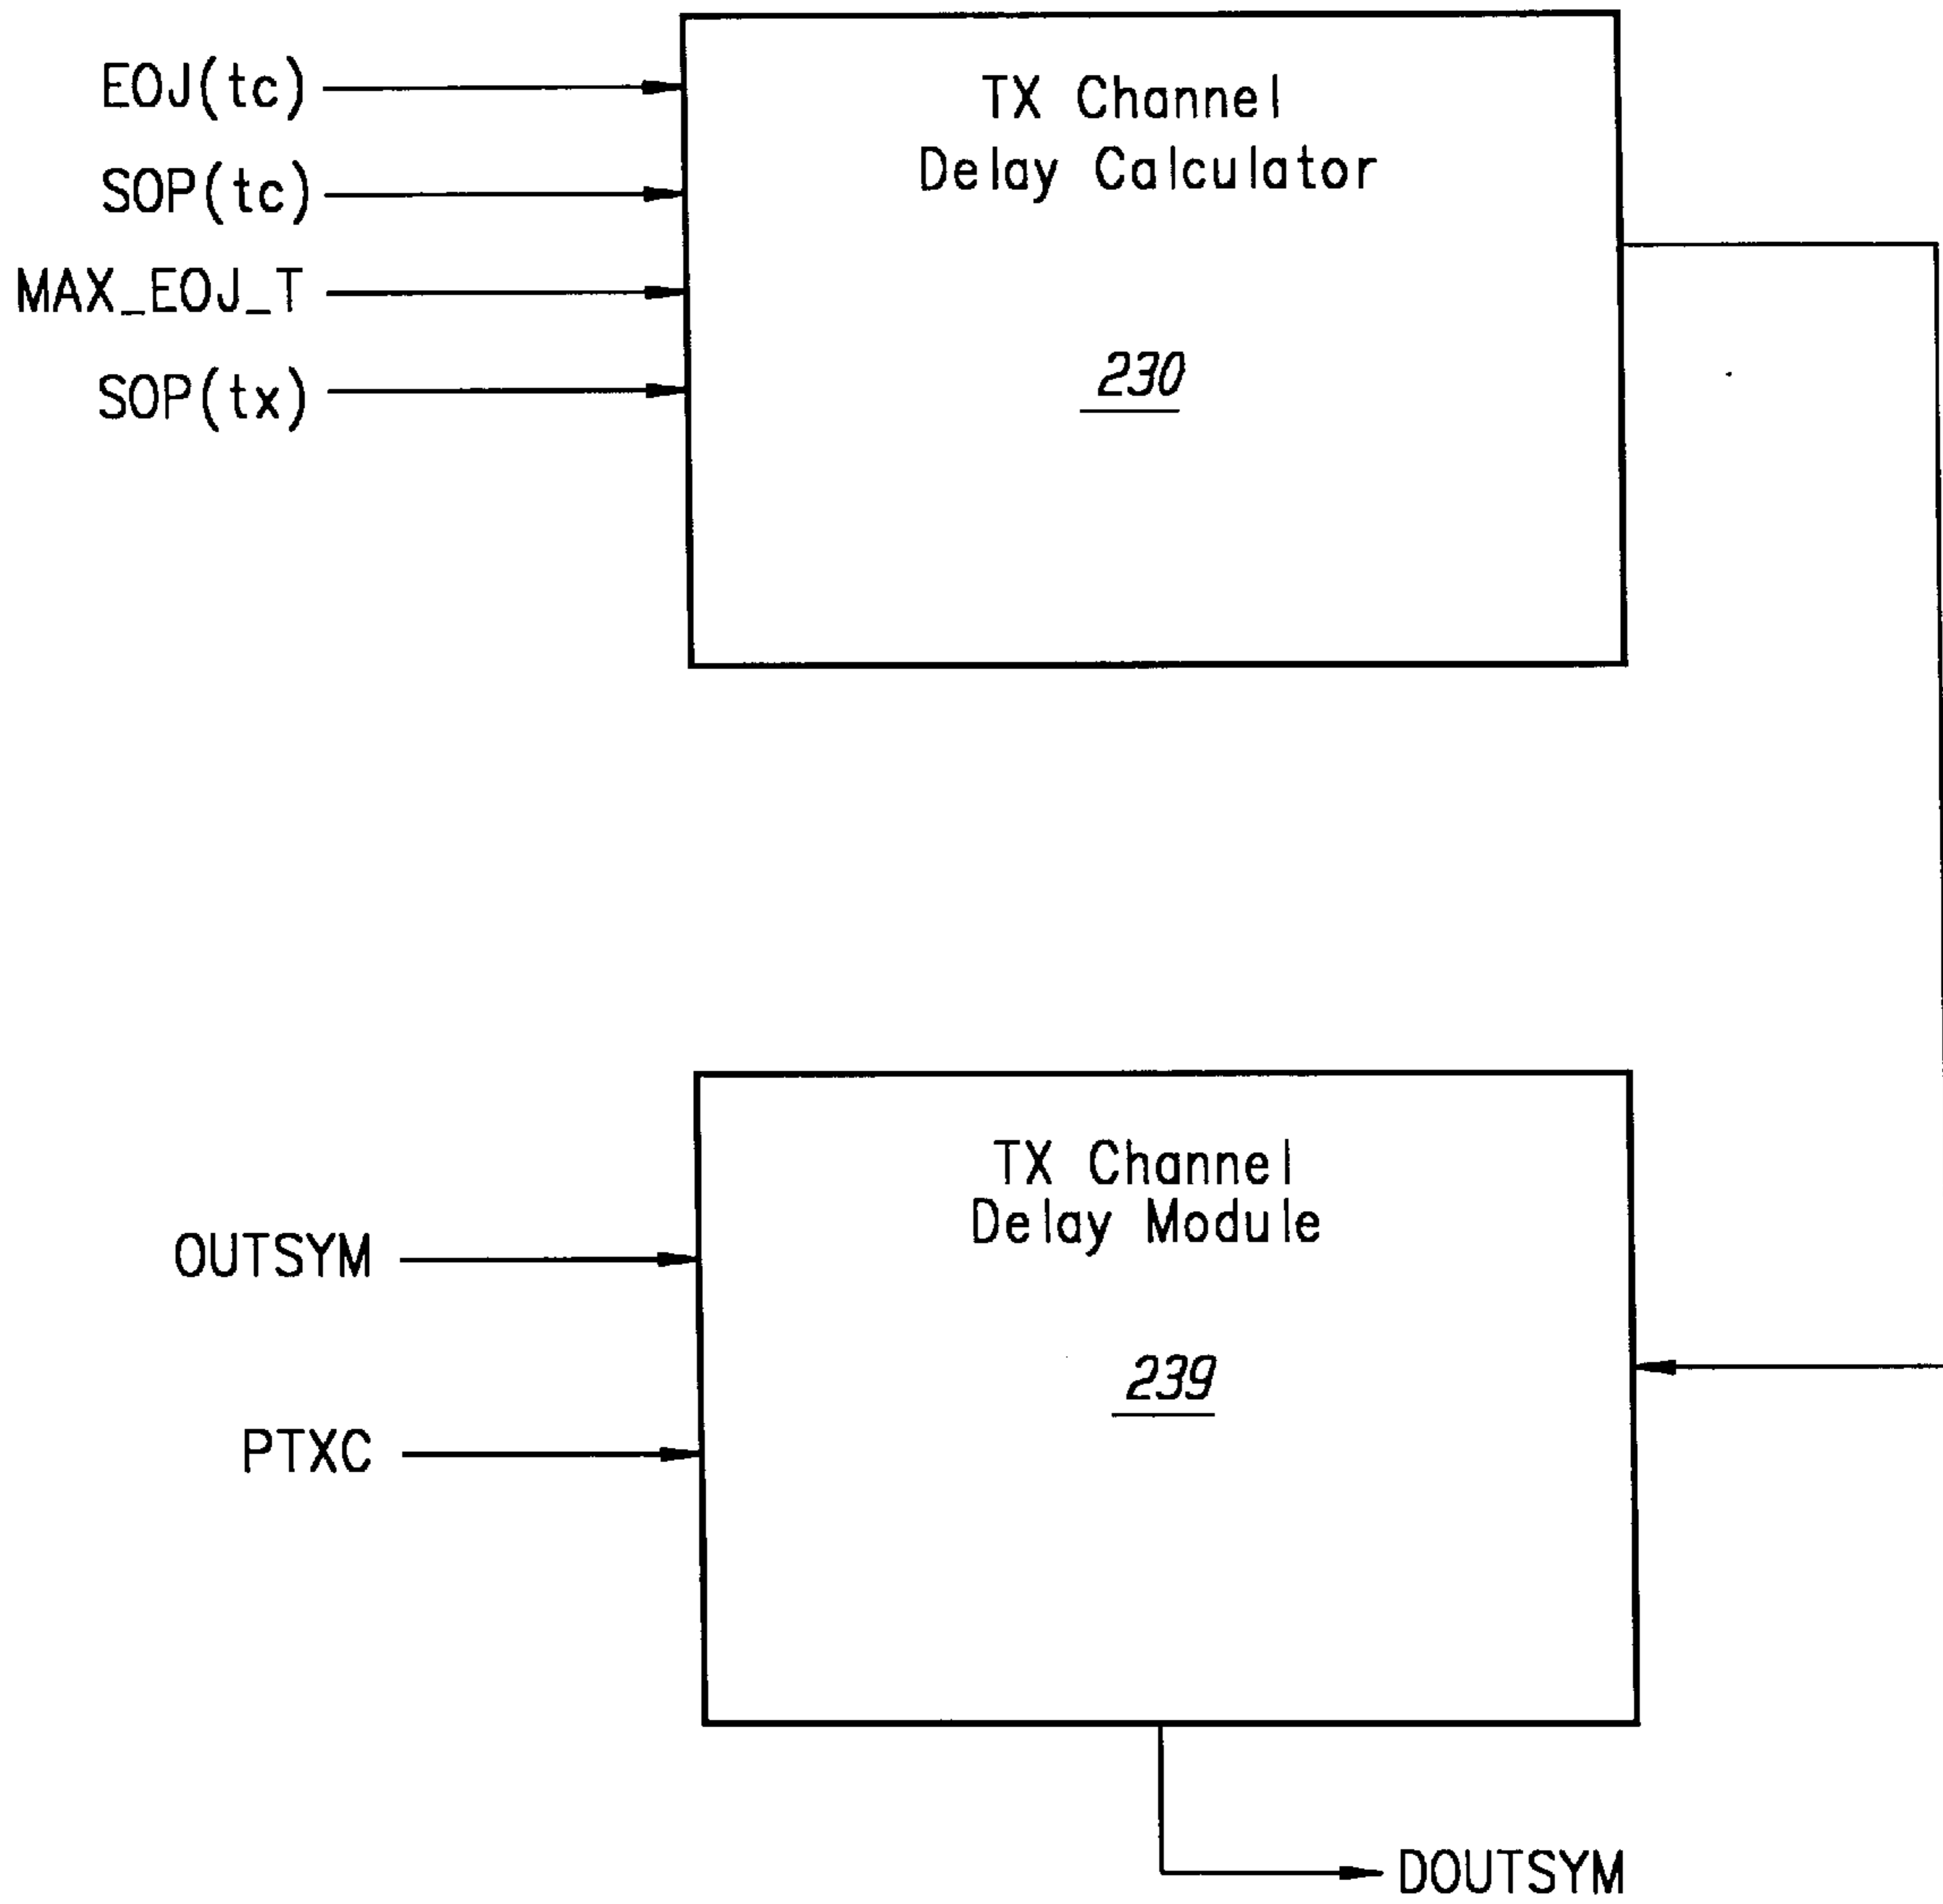 EOJ(tc)
SOP(tc)
MAX_EOJ_T
SOP(tx)
TX Channel
Delay Calculator
230
TX Channel
Delay Module
239
OUTSYM
PTXC
DOUTSYM